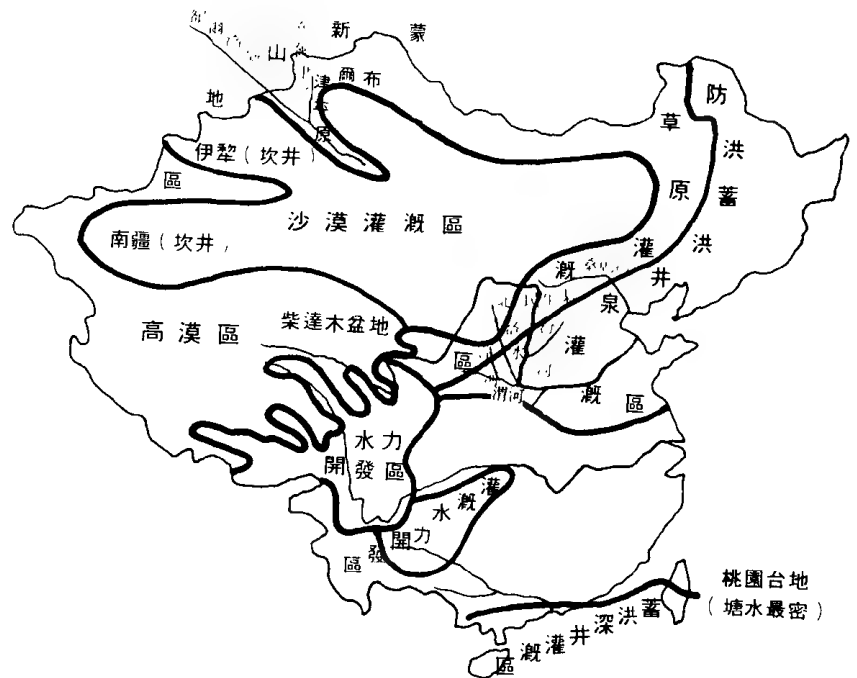 新蒙
山
地
區
布爾津
原
伊犂（坎井）
沙漠灌溉區
南疆（坎井
高漠區
柴達木盆地
草原灌溉區
防洪蓄洪
井泉灌溉區
渭河
水力
開發區
灌溉水力開發區
蓄洪深井灌溉區
桃園台地
（塘水最密）